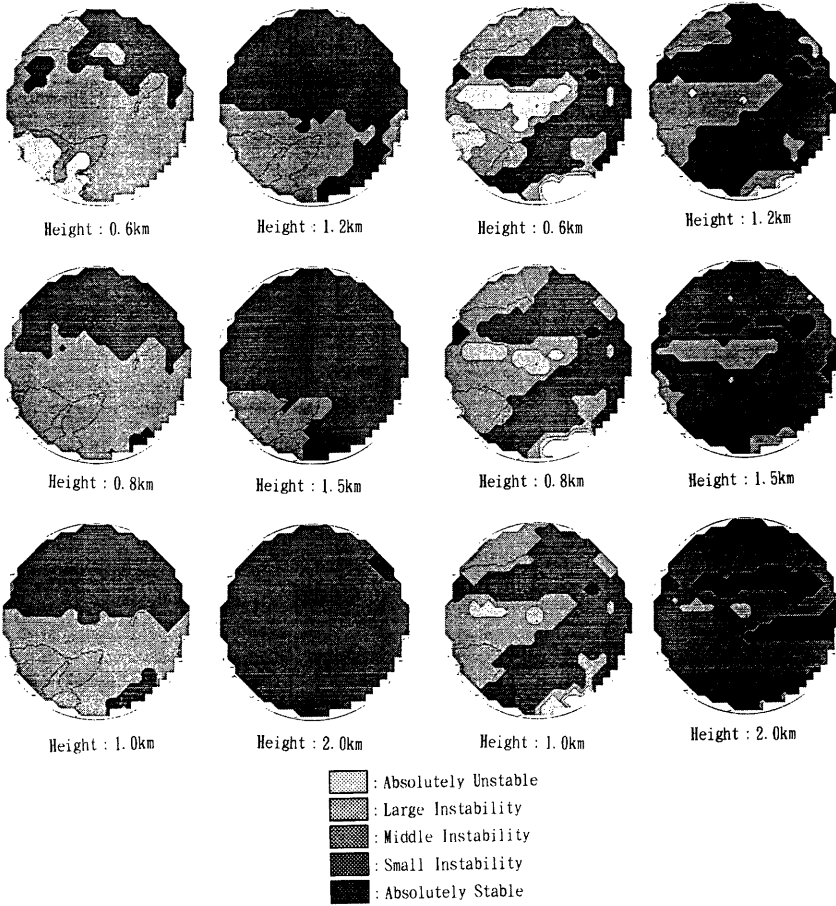 Height : 0.6km
Height : 1.2km
Height : 0.6km
Height : 1.2km
Height : 0.8km
Height : 1.5km
Height : 0.8km
Height : 1.5km
Height : 1.0km
Height : 2.0km
Height : 1.0km
Height : 2.0km
: Absolutely Unstable
: Large Instability
: Middle Instability
: Small Instability
: Absolutely Stable